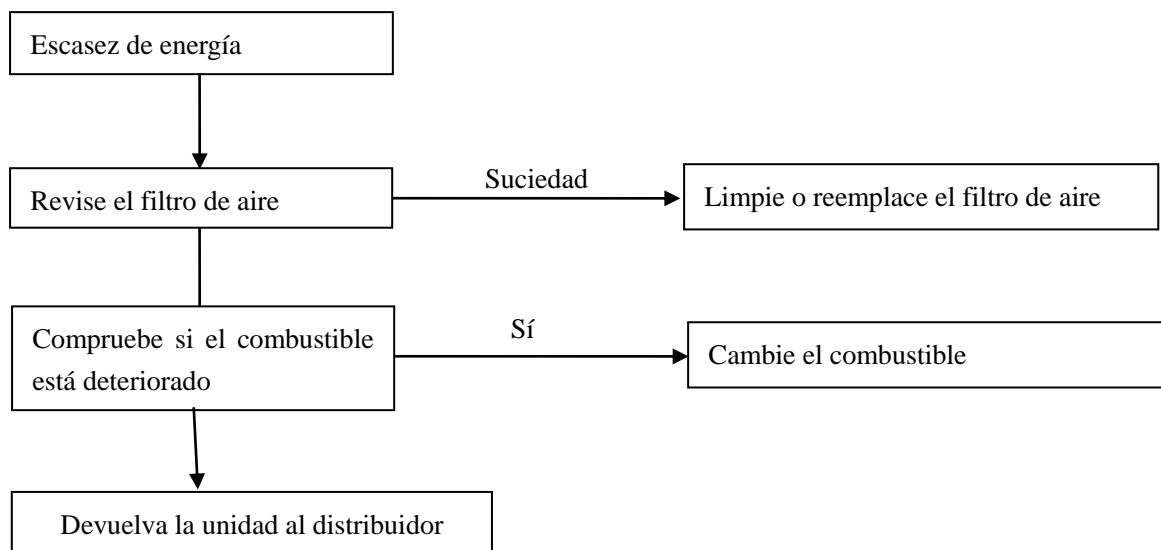 Escasez de energía
Revise el filtro de aire
Suciedad
Limpie o reemplace el filtro de aire
Compruebe si el combustible
está deteriorado
Sí
Cambie el combustible
Devuelva la unidad al distribuidor